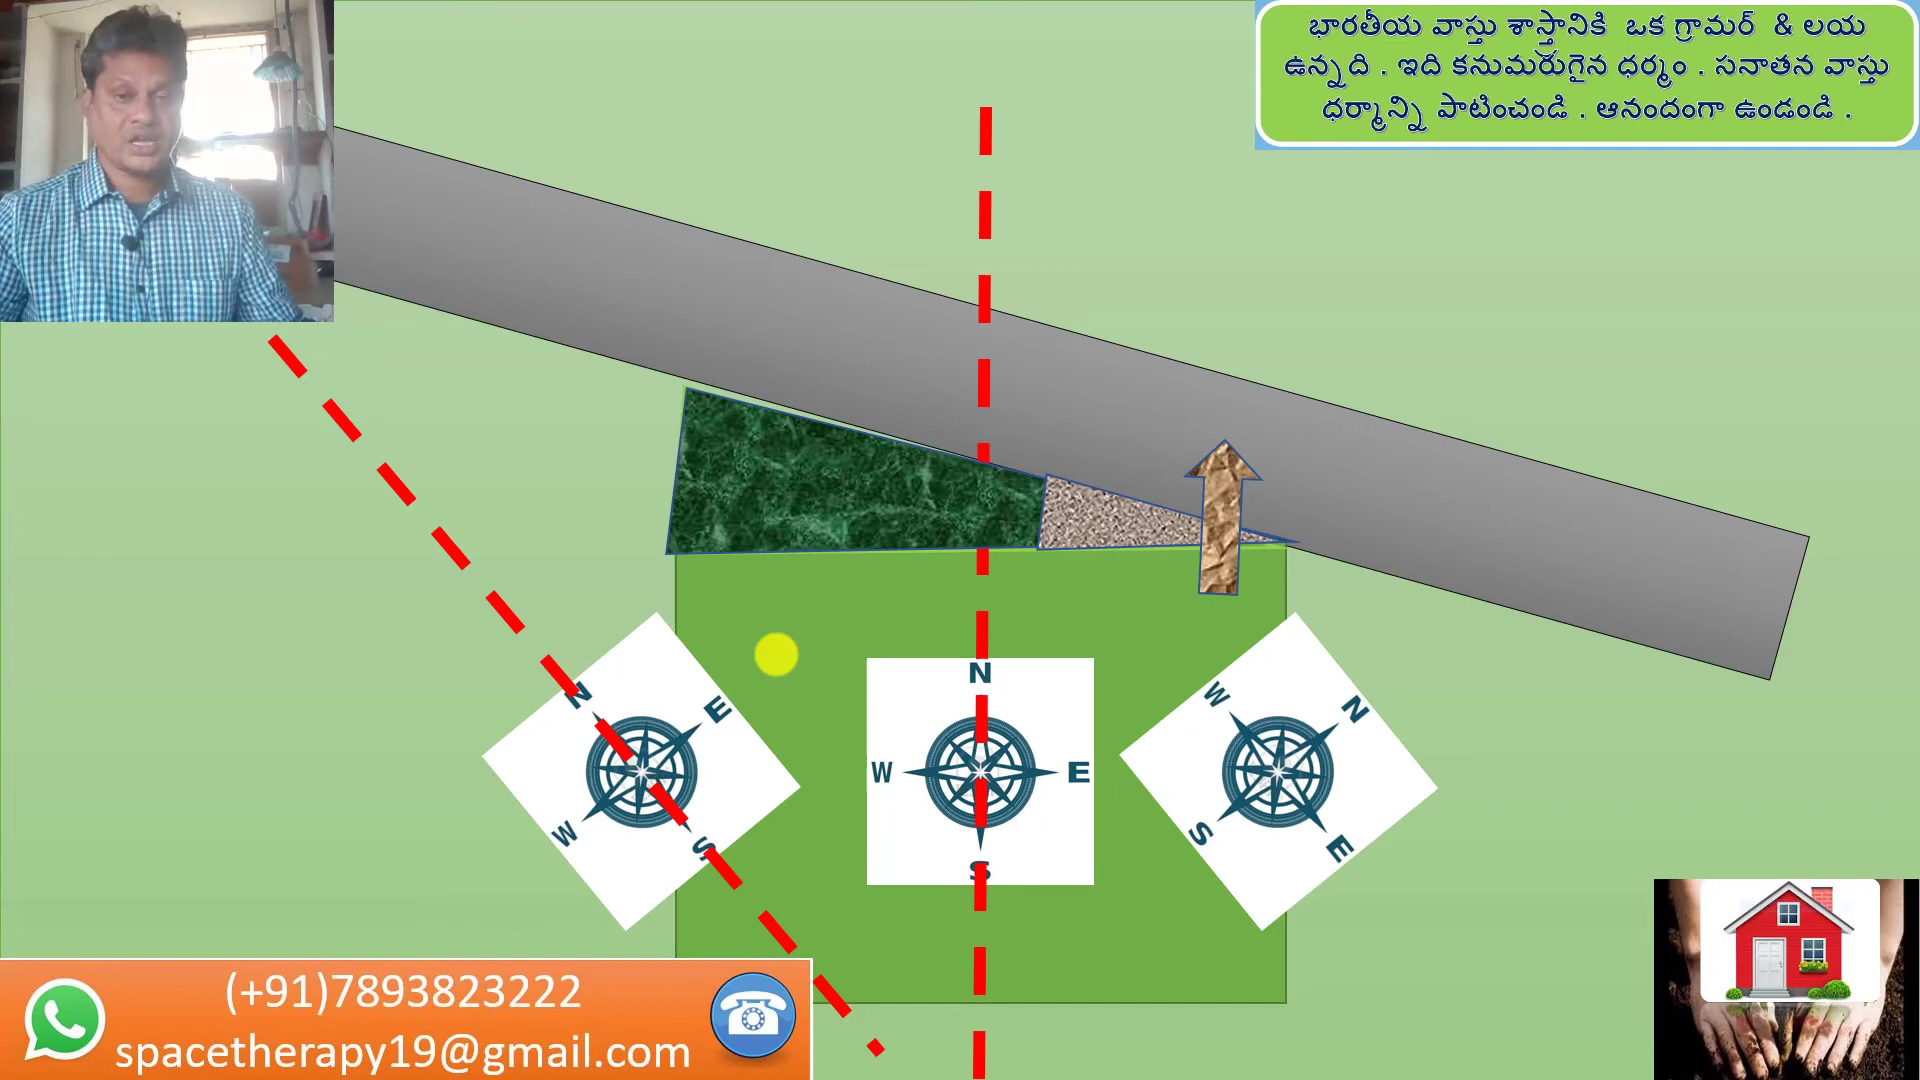 భారతీయ వాస్తు శాస్త్రానికి ఒక గ్రామర్ & లయ
ఉన్నది . ఇది కనుమరుగైన ధర్మం . సనాతన వాస్తు
ధర్మాన్ని పాటించండి . ఆనందంగా ఉండండి .
N
E
W
S
N
W
E
S
W
N
S
E
(+91)7893823222
spacetherapy19@gmail.com